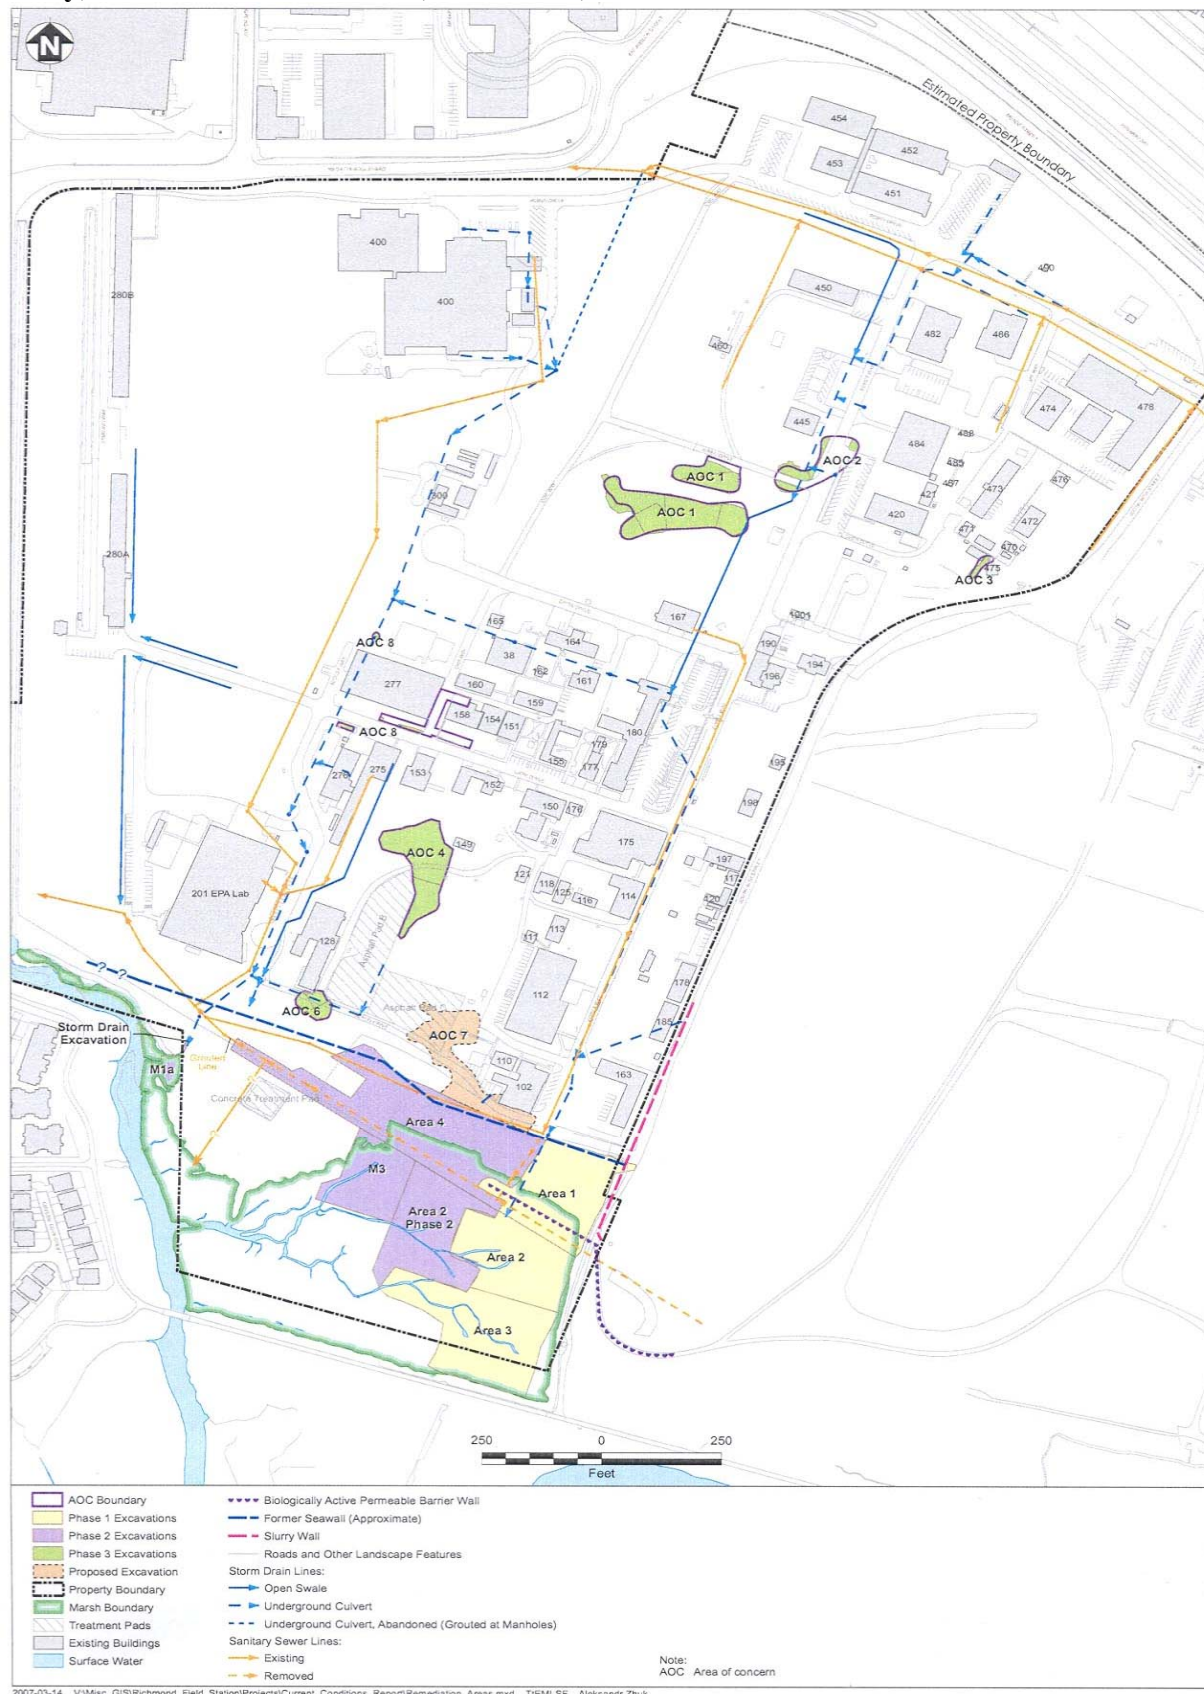 N
Estimated Property Boundary
454
452
453
451
400
400
280B
450
460
490
482
466
474
478
445
484
488
485
487
476
AOC 2
AOC 1
AOC 1
421
473
420
300
472
471
470
475
AOC 3
280A
167
165
164
AOC 8
38
162
190
194
196
161
277
160
159
158
154
151
180
AOC 8
179
155
177
276
275
153
152
195
198
150
176
175
AOC 4
149
197
117
201 EPA Lab
121
118
125
116
114
120
128
Asphalt Pad B
111
113
178
112
AOC 6
185
? ?
Storm Drain
Excavation
AOC 7
110
163
102
M1a
Concrete Treatment Pad
Area 4
M3
Area 1
Area 2
Phase 2
Area 2
Area 3
250 0 250
Feet
AOC Boundary
Phase 1 Excavations
Phase 2 Excavations
Phase 3 Excavations
Proposed Excavation
Property Boundary
Marsh Boundary
Treatment Pads
Existing Buildings
Surface Water
Biologically Active Permeable Barrier Wall
Former Seawall (Approximate)
Slurry Wall
Roads and Other Landscape Features
Storm Drain Lines:
Open Swale
Underground Culvert
Underground Culvert, Abandoned (Grouted at Manholes)
Sanitary Sewer Lines:
Existing
Removed
Note:
AOC Area of concern